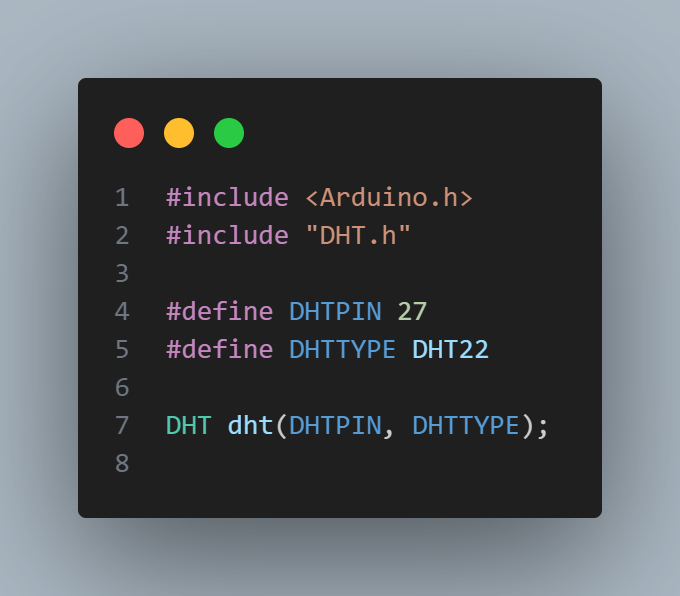 1 #include <Arduino.h>
2 #include "DHT.h"
3
4 #define DHTPIN 27
5 #define DHTTYPE DHT22
6
7 DHT dht(DHTPIN, DHTTYPE);
8